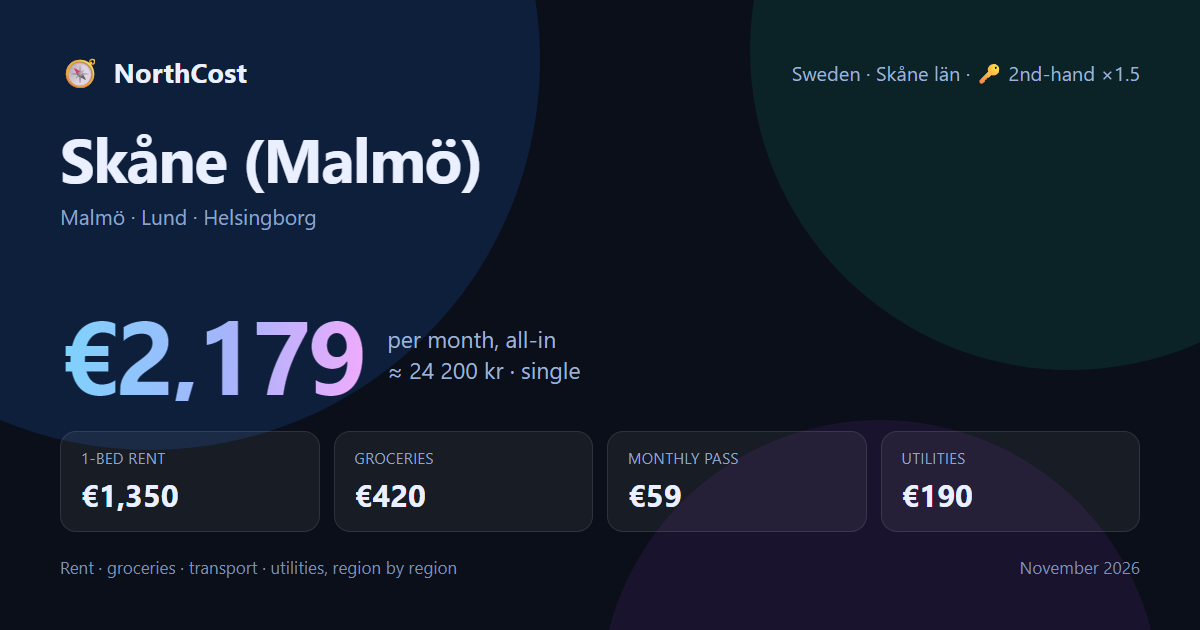 NorthCost
Sweden · Skåne län · 🔑 2nd-hand ×1.5
Skåne (Malmö)
Malmö · Lund · Helsingborg
€2,179
per month, all-in
≈ 24 200 kr · single
1-BED RENT
€1,350
GROCERIES
€420
MONTHLY PASS
€59
UTILITIES
€190
Rent · groceries · transport · utilities, region by region
November 2026